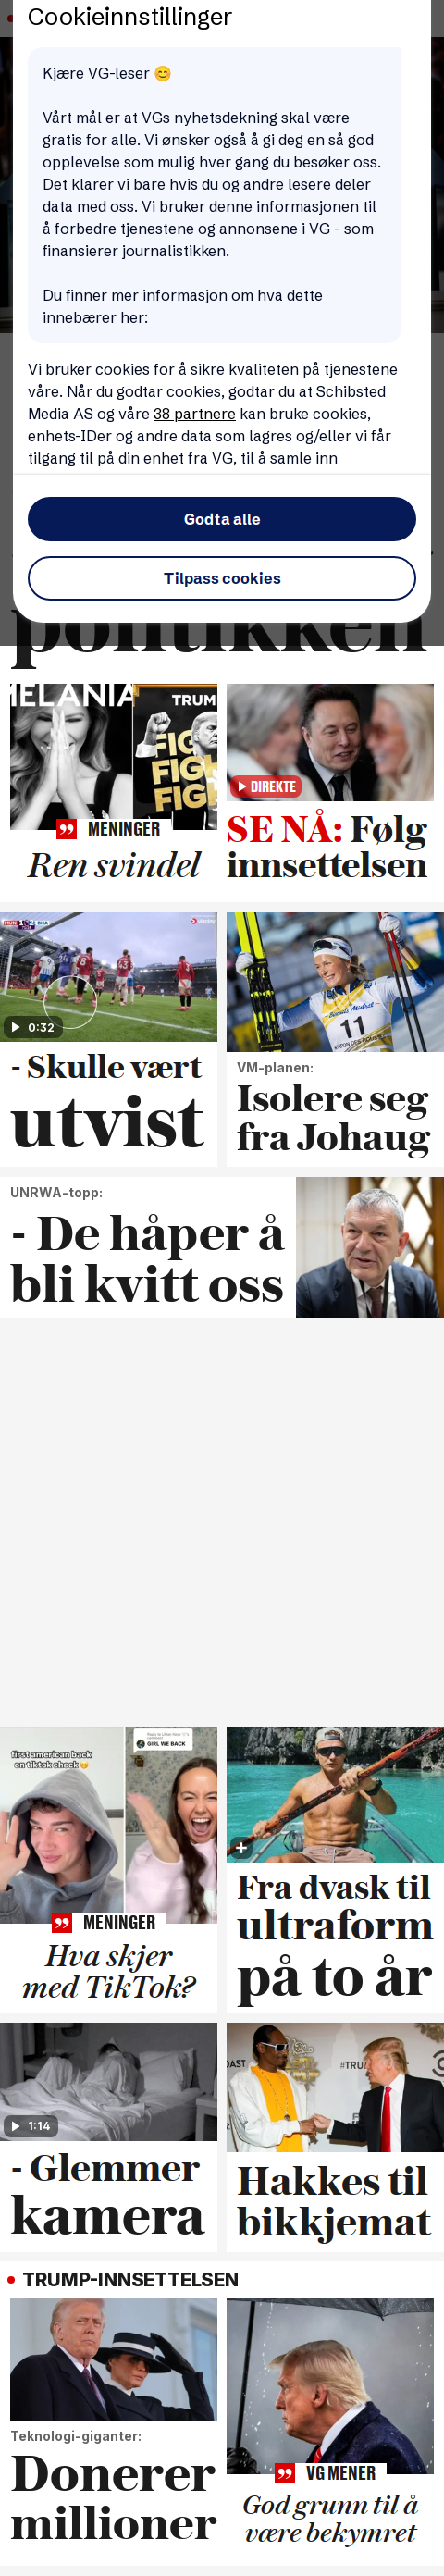 Cookieinnstillinger
Kjære VG-leser 😊
Vårt mål er at VGs nyhetsdekning skal være
gratis for alle. Vi ønsker også å gi deg en så god
opplevelse som mulig hver gang du besøker oss.
Det klarer vi bare hvis du og andre lesere deler
data med oss. Vi bruker denne informasjonen til
å forbedre tjenestene og annonsene i VG - som
finansierer journalistikken.
Du finner mer informasjon om hva dette
innebærer her:
Vi bruker cookies for å sikre kvaliteten på tjenestene
våre. Når du godtar cookies, godtar du at Schibsted
Media AS og våre 38 partnere kan bruke cookies,
enhets-IDer og andre data som lagres og/eller vi får
tilgang til på din enhet fra VG, til å samle inn
Godta alle
Tilpass cookies
politikken
MELANIA
TRUMP
FIGHT
FIGHT
FIGHT
MENINGER
Ren svindel
DIREKTE
SE NÅ: Følg
innsettelsen
0:32
- Skulle vært
utvist
11
VM-planen:
Isolere seg
fra Johaug
UNRWA-topp:
- De håper å
bli kvitt oss
first american back
on tiktok check
GIRL WE BACK
MENINGER
Hva skjer
med TikTok?
Fra dvask til
ultraform
på to år
1:14
- Glemmer
kamera
Hakkes til
bikkjemat
TRUMP-INNSETTELSEN
Teknologi-giganter:
Donerer
millioner
VG MENER
God grunn til å
være bekymret